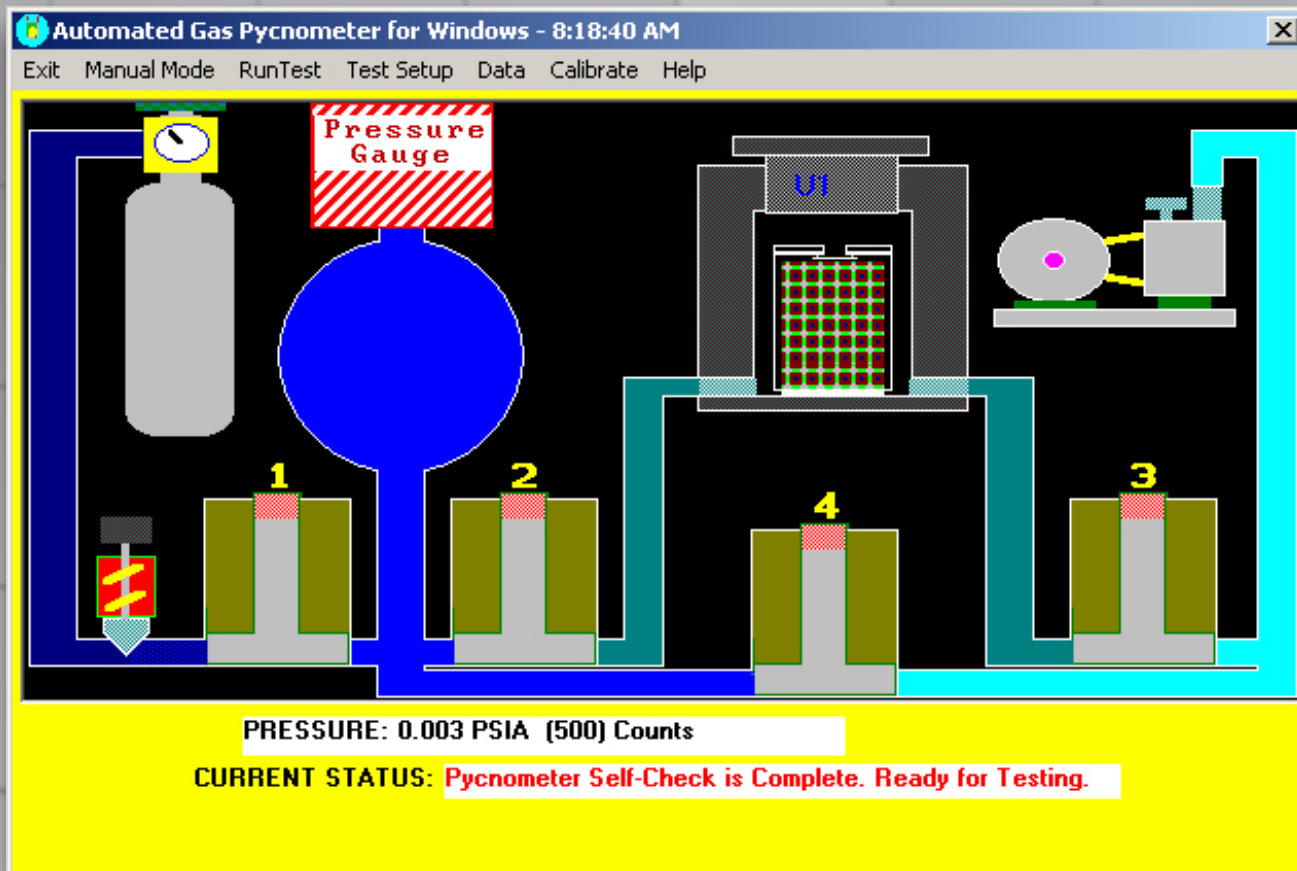 Automated Gas Pycnometer for Windows - 8:18:40 AM
Exit Manual Mode RunTest Test Setup Data Calibrate Help
Pressure
Gauge
V1
1
2
4
3
PRESSURE: 0.003 PSIA (500) Counts
CURRENT STATUS: Pycnometer Self-Check is Complete. Ready for Testing.